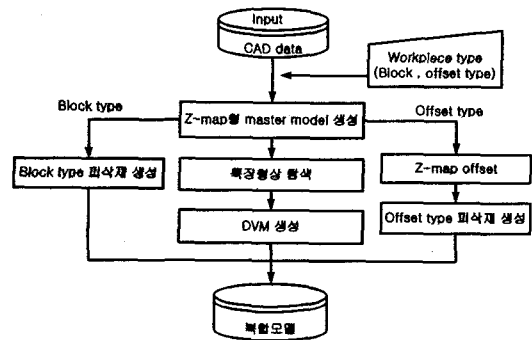 Input
CAD data
Workpiece type
(Block , offset type)
Block type
Offset type
Z-map형 master model 생성
Block type 피삭재 생성
특징형상 탐색
Z-map offset
DVM 생성
Offset type 피삭재 생성
복합모델